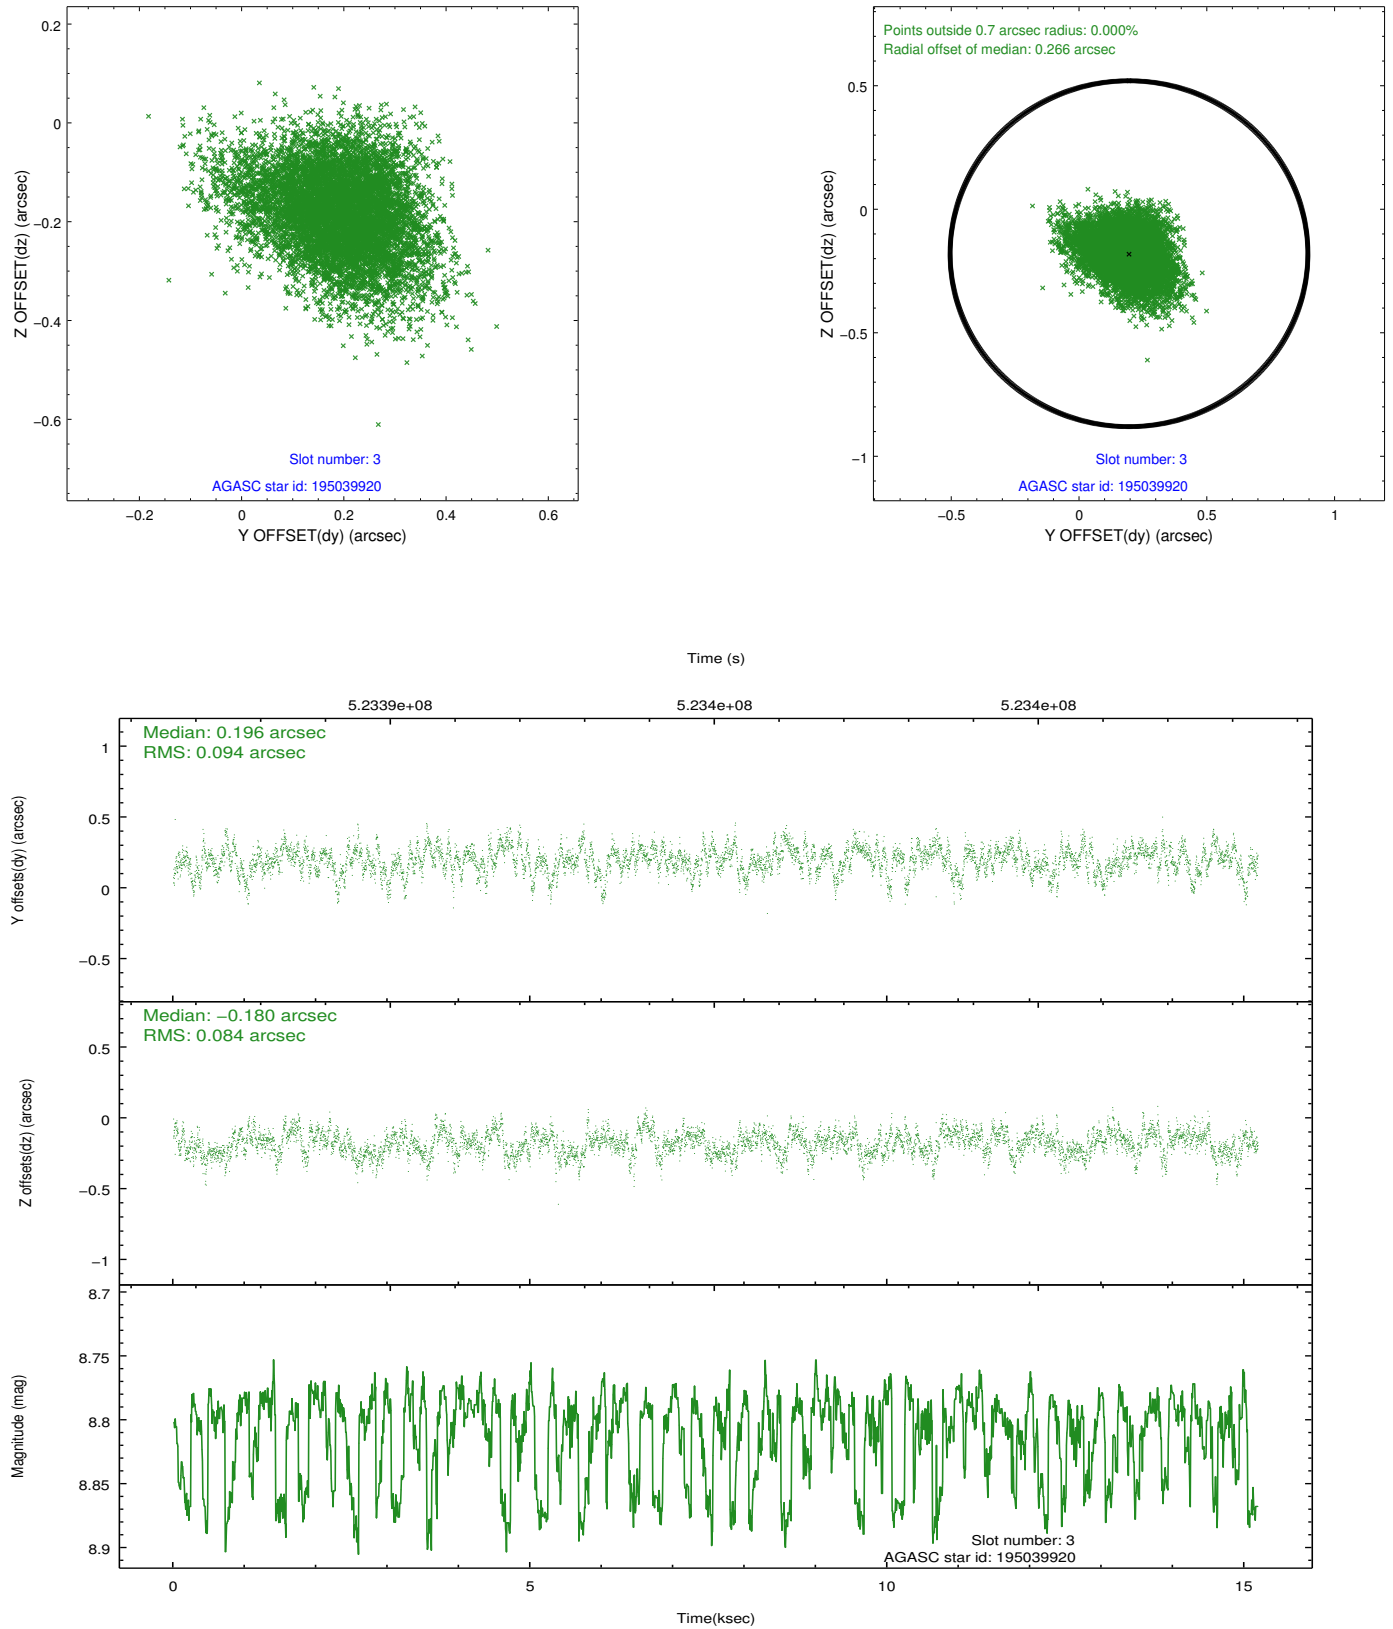 0.2
0
−0.2
−0.4
−0.6
Z OFFSET(dz) (arcsec)
Slot number: 3
AGASC star id: 195039920
−0.2 0 0.2 0.4 0.6
Y OFFSET(dy) (arcsec)
Points outside 0.7 arcsec radius: 0.000%
Radial offset of median: 0.266 arcsec
0.5
0
−0.5
−1
Z OFFSET(dz) (arcsec)
Slot number: 3
AGASC star id: 195039920
−0.5 0 0.5 1
Y OFFSET(dy) (arcsec)
Time (s)
5.2339e+08 5.234e+08 5.234e+08
Median: 0.196 arcsec
RMS: 0.094 arcsec
1
0.5
0
−0.5
Y offsets(dy) (arcsec)
Median: −0.180 arcsec
RMS: 0.084 arcsec
0.5
0
−0.5
−1
Z offsets(dz) (arcsec)
8.7
8.75
8.8
8.85
8.9
Magnitude (mag)
Slot number: 3
AGASC star id: 195039920
0 5 10 15
Time(ksec)